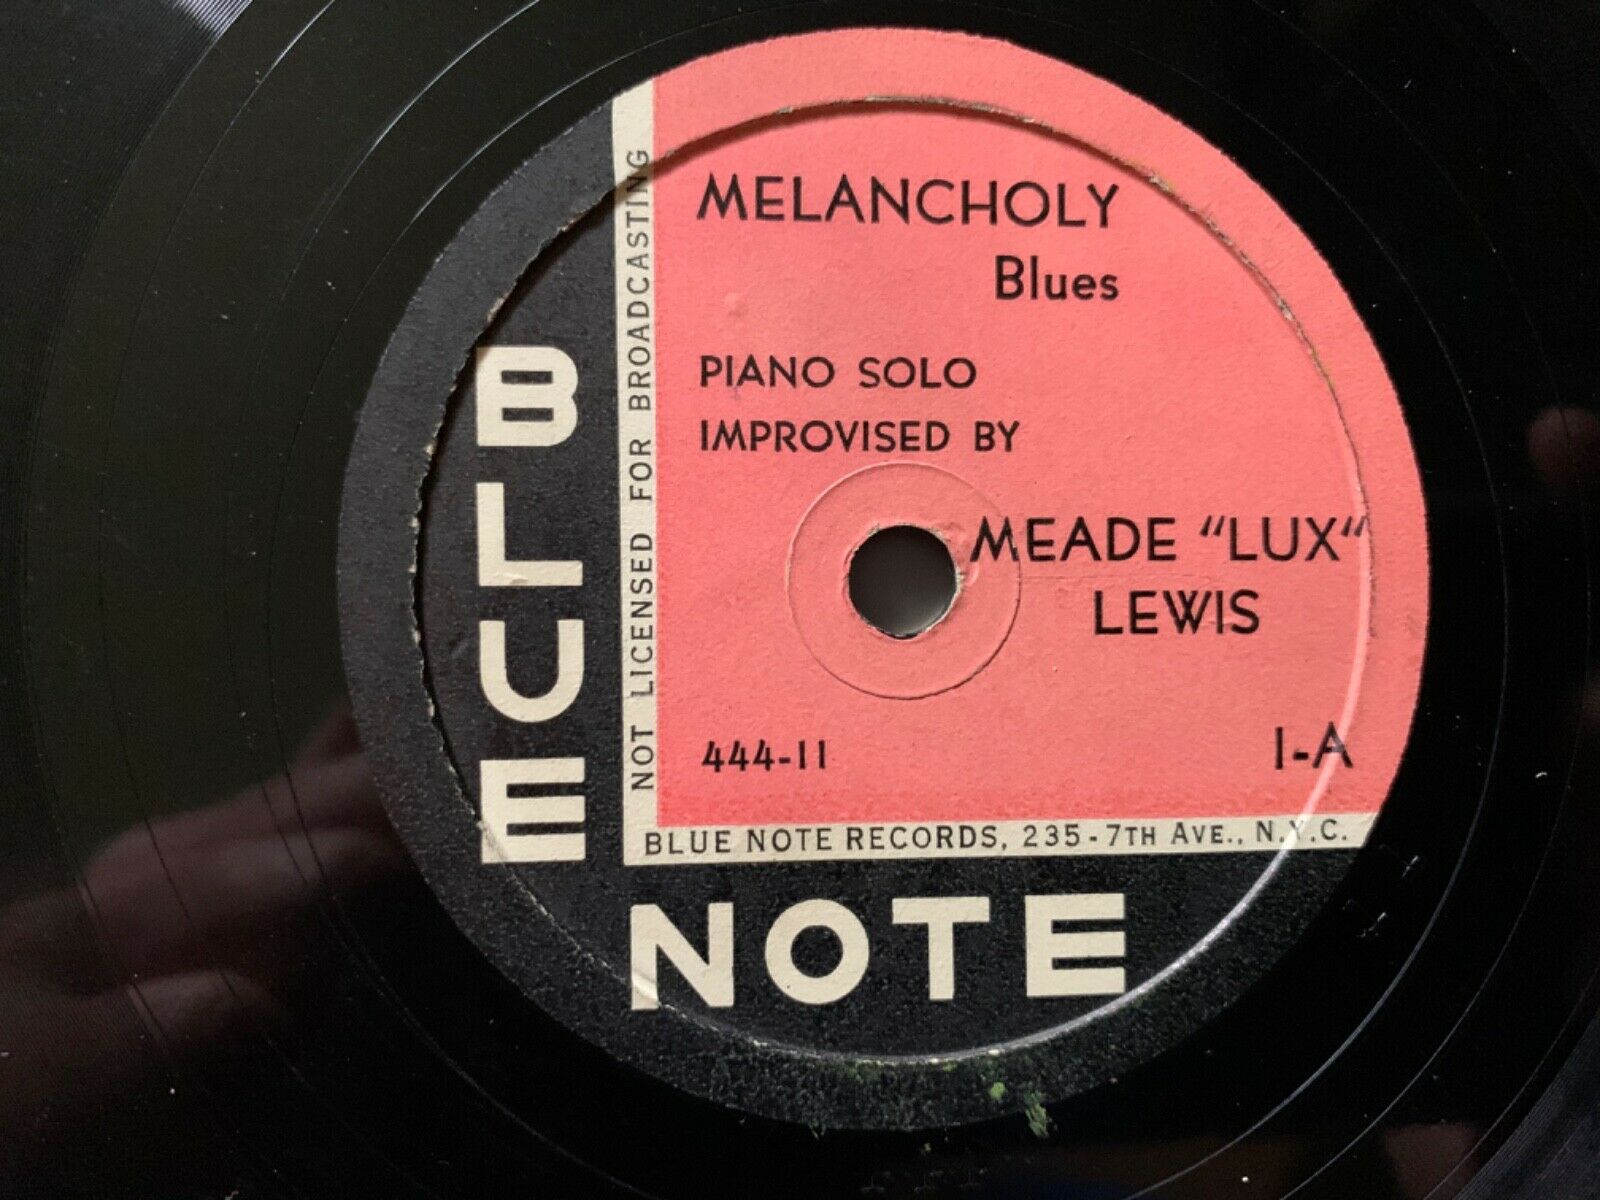 MELANCHOLY
Blues
PIANO SOLO
IMPROVISED BY
MEADE “LUX“
LEWIS
444-11
1-A
NOT LICENSED FOR BROADCASTING
BLUE NOTE RECORDS, 235-7TH AVE., N.Y.C.
BLUE
NOTE